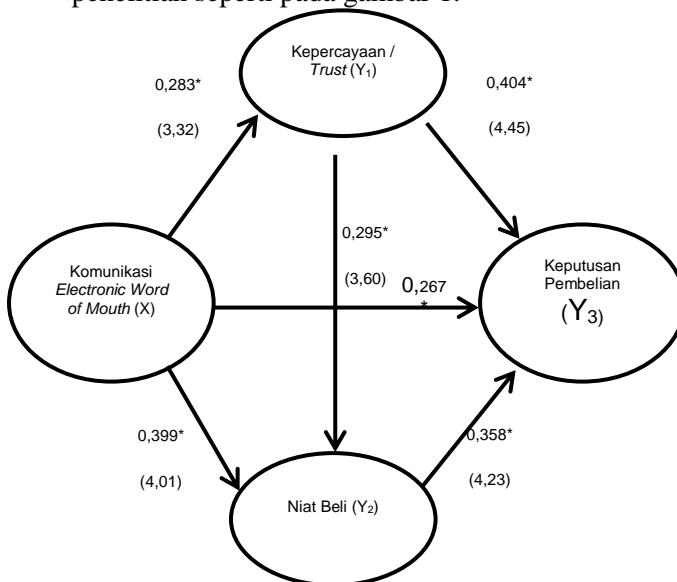 penelitian seperti pada gambar 1.
Kepercayaan /
Trust (Y₁)
0,283*
(3,32)
0,404*
(4,45)
0,295*
(3,60)
0,267
*
Komunikasi
Electronic Word
of Mouth (X)
Keputusan
Pembelian
(Y₃)
0,399*
(4,01)
0,358*
(4,23)
Niat Beli (Y₂)